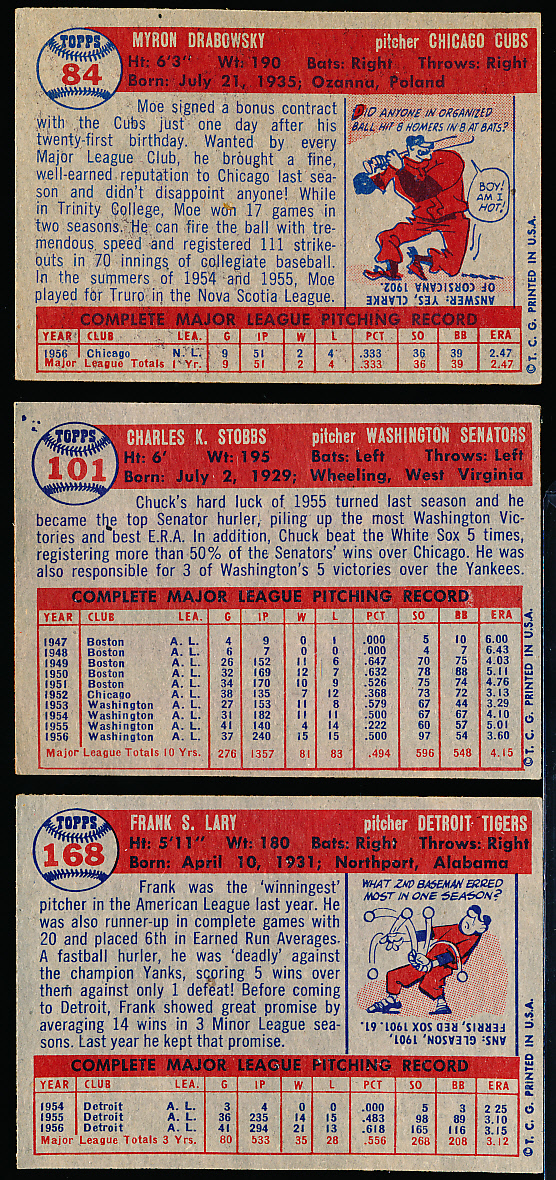 TOPPS
84
MYRON DRABOWSKY pitcher CHICAGO CUBS
Ht: 6'3" Wt: 190 Bats: Right Throws: Right
Born: July 21, 1935; Ozanna, Poland
Moe signed a bonus contract
with the Cubs just one day after his
twenty-first birthday. Wanted by every
Major League Club, he brought a fine,
well-earned reputation to Chicago last sea-
son and didn't disappoint anyone! While
in Trinity College, Moe won 17 games in
two seasons. He can fire the ball with tre-
mendous speed and registered 111 strike-
outs in 70 innings of collegiate baseball.
In the summers of 1954 and 1955, Moe
played for Truro in the Nova Scotia League.
DID ANYONE IN ORGANIZED
BALL HIT 8 HOMERS IN 8 AT BATS?
BOY!
AM I
HOT!
ANSWER: YES, CLARKE
OF CORSICANA 1902.
COMPLETE MAJOR LEAGUE PITCHING RECORD
YEAR CLUB LEA. G IP W L PCT SO BB ERA
1956 Chicago N. L. 9 51 2 4 .333 36 39 2.47
Major League Totals 1 Yr. 9 51 2 4 .333 36 39 2.47
© T. C. G. PRINTED IN U.S.A.
TOPPS
101
CHARLES K. STOBBS pitcher WASHINGTON SENATORS
Ht: 6' Wt: 195 Bats: Left Throws: Left
Born: July 2, 1929; Wheeling, West Virginia
Chuck's hard luck of 1955 turned last season and he
became the top Senator hurler, piling up the most Washington Vic-
tories and best E.R.A. In addition, Chuck beat the White Sox 5 times,
registering more than 50% of the Senators' wins over Chicago. He was
also responsible for 3 of Washington's 5 victories over the Yankees.
COMPLETE MAJOR LEAGUE PITCHING RECORD
YEAR CLUB LEA. G IP W L PCT SO BB ERA
1947 Boston A. L. 4 9 0 1 .000 5 10 6.00
1948 Boston A. L. 6 7 0 0 .000 4 7 6.43
1949 Boston A. L. 26 152 11 6 .647 70 75 4.03
1950 Boston A. L. 32 169 12 7 .632 78 88 5.11
1951 Boston A. L. 34 170 10 9 .526 75 74 4.76
1952 Chicago A. L. 38 135 7 12 .368 73 72 3.13
1953 Washington A. L. 27 153 11 8 .579 67 44 3.29
1954 Washington A. L. 31 182 11 11 .500 67 67 4.10
1955 Washington A. L. 41 140 4 14 .222 60 57 5.01
1956 Washington A. L. 37 240 15 15 .500 97 54 3.60
Major League Totals 10 Yrs. 276 1357 81 83 .494 596 548 4.15
© T. C. G. PRINTED IN U.S.A.
TOPPS
168
FRANK S. LARY pitcher DETROIT TIGERS
Ht: 5'11" Wt: 180 Bats: Right Throws: Right
Born: April 10, 1931; Northport, Alabama
Frank was the 'winningest'
pitcher in the American League last year. He
was also runner-up in complete games with
20 and placed 6th in Earned Run Averages.
A fastball hurler, he was 'deadly' against
the champion Yanks, scoring 5 wins over
them against only 1 defeat! Before coming
to Detroit, Frank showed great promise by
averaging 14 wins in 3 Minor League sea-
sons. Last year he kept that promise.
WHAT 2ND BASEMAN ERRED
MOST IN ONE SEASON?
ANS: GLEASON, 1901,
FERRIS, RED SOX 1901. 61.
COMPLETE MAJOR LEAGUE PITCHING RECORD
YEAR CLUB LEA. G IP W L PCT SO BB ERA
1954 Detroit A. L. 3 4 0 0 .000 5 3 2 25
1955 Detroit A. L. 36 235 14 15 .483 98 89 3.10
1956 Detroit A. L. 41 294 21 13 .618 165 116 3.15
Major League Totals 3 Yrs. 80 533 35 28 .556 268 208 3.12
© T. C. G. PRINTED IN U.S.A.